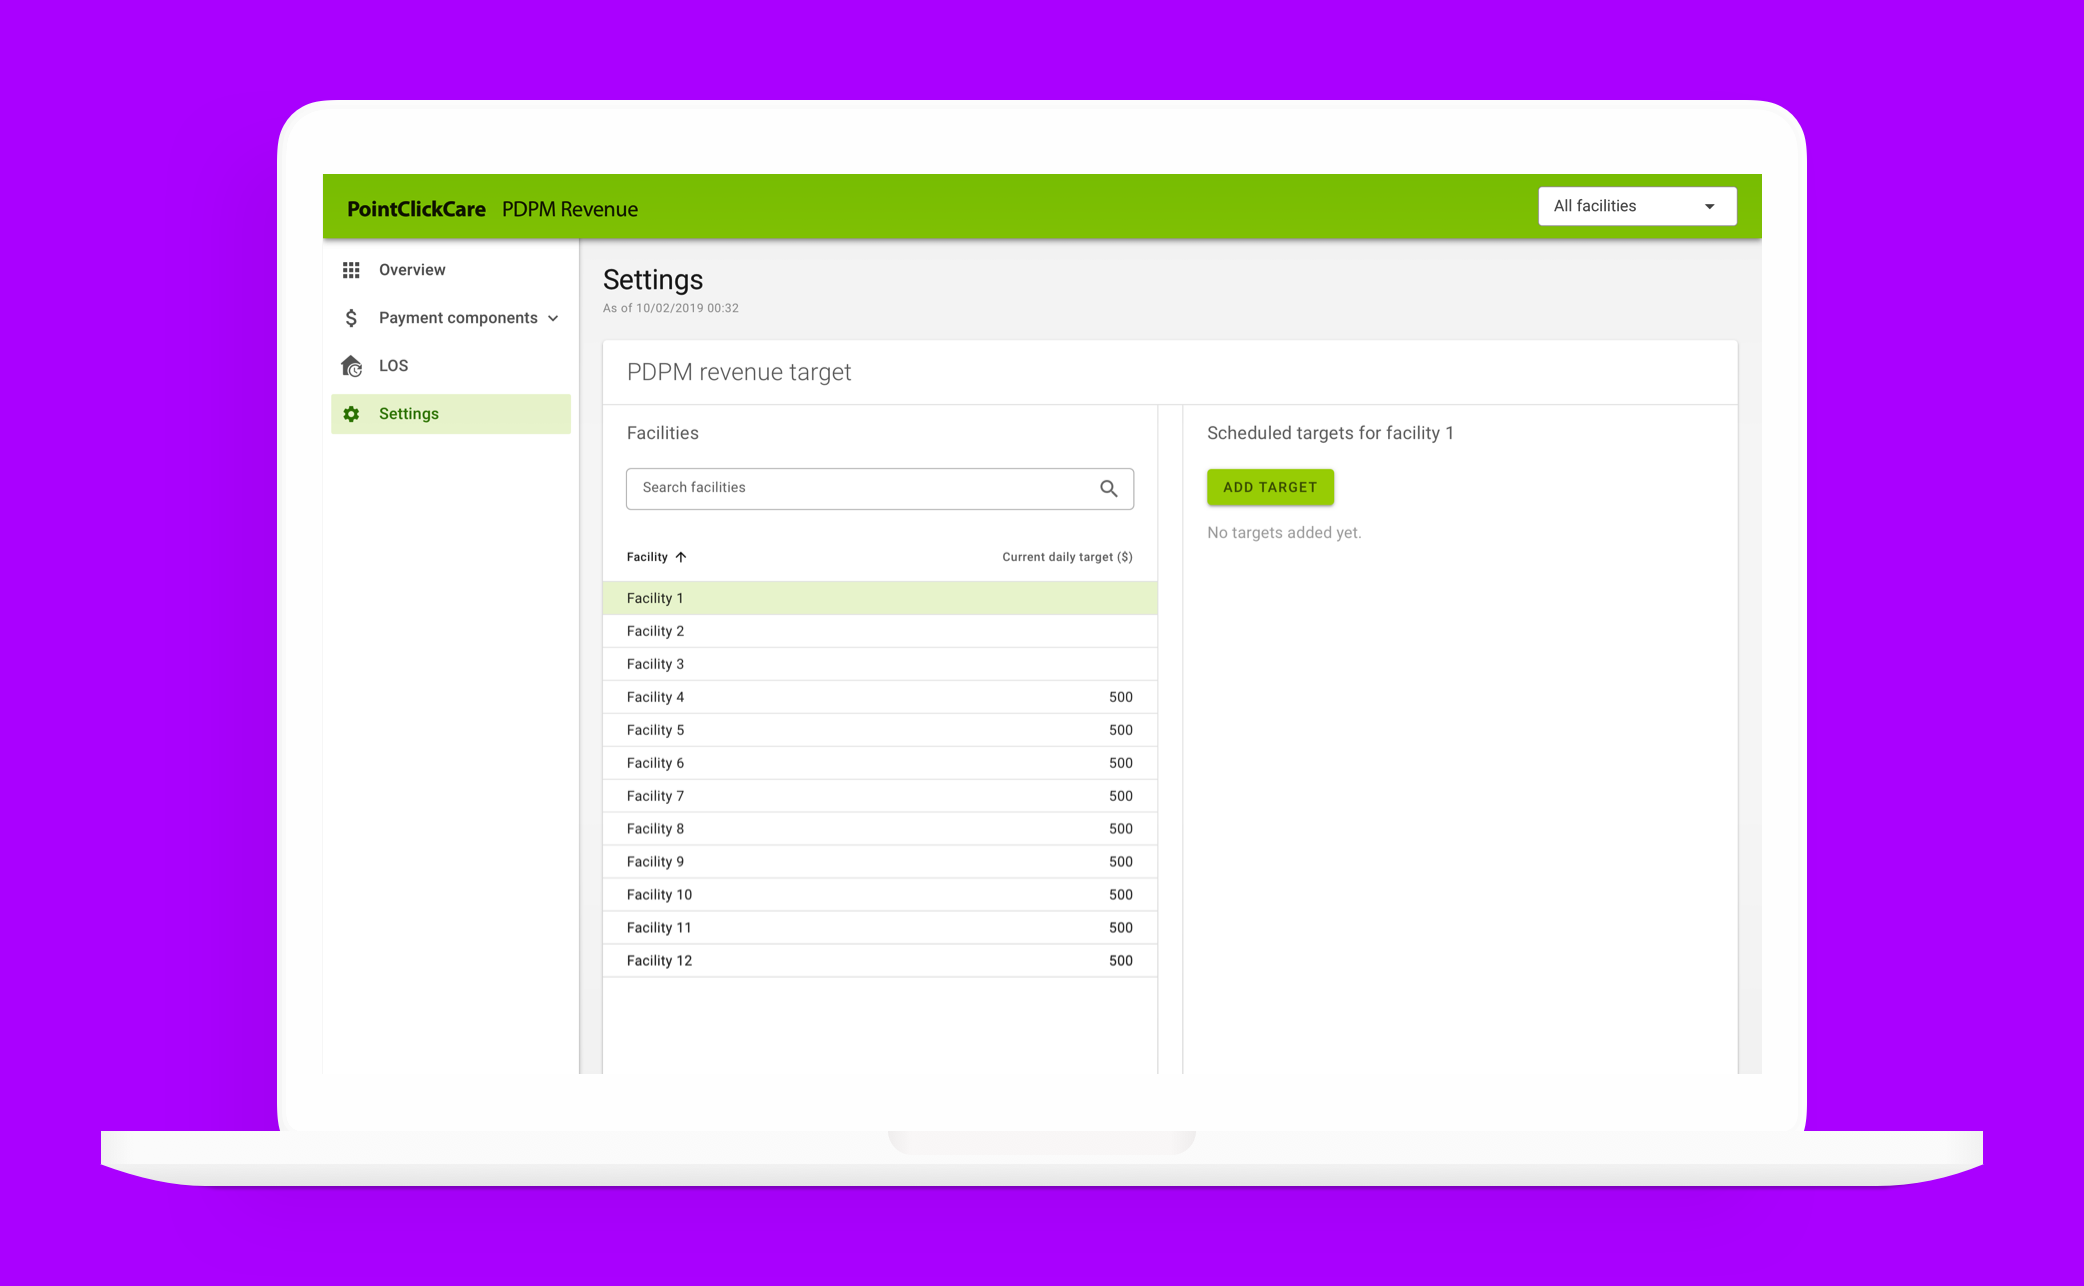 PointClickCare PDPM Revenue
All facilities
Overview
Payment components
LOS
Settings
Settings
As of 10/02/2019 00:32
PDPM revenue target
Facilities
Search facilities
Facility Current daily target ($)
Facility 1
Facility 2
Facility 3
Facility 4 500
Facility 5 500
Facility 6 500
Facility 7 500
Facility 8 500
Facility 9 500
Facility 10 500
Facility 11 500
Facility 12 500
Scheduled targets for facility 1
ADD TARGET
No targets added yet.